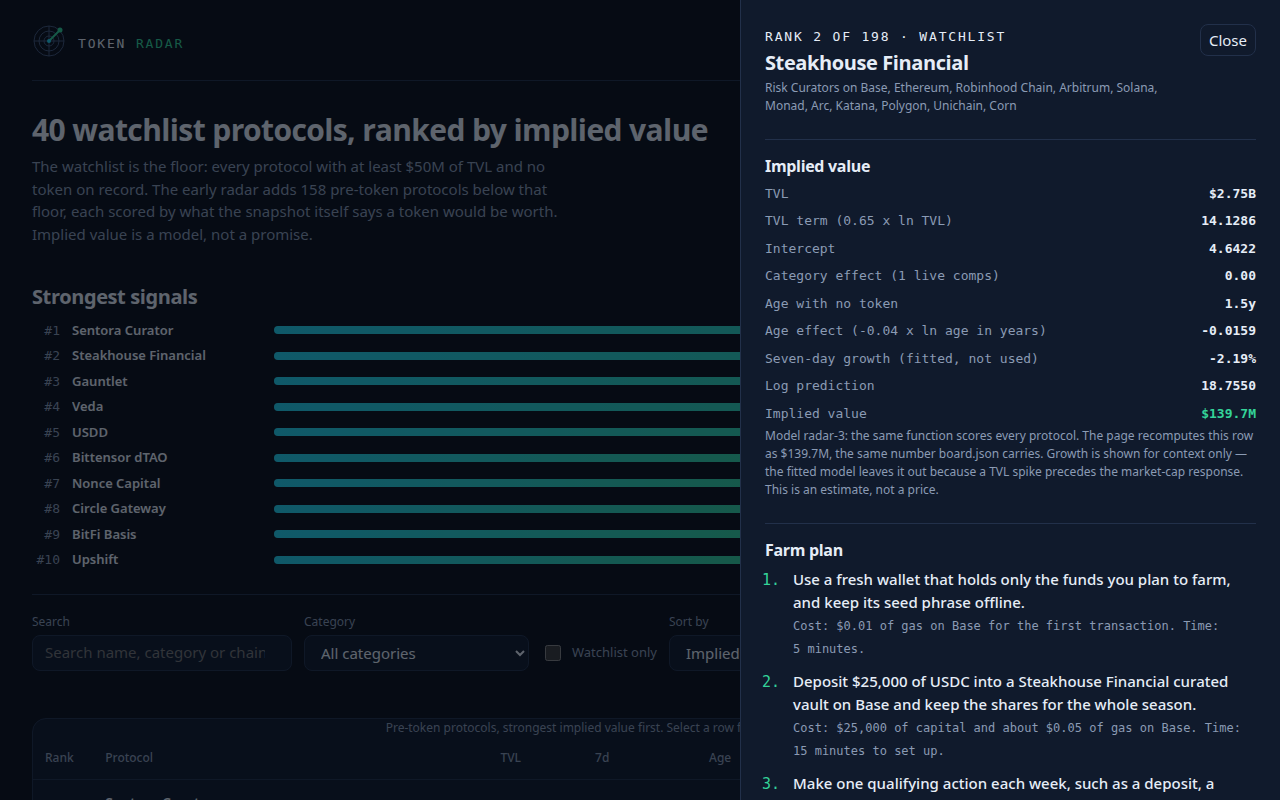 TOKEN RADAR
40 watchlist protocols, ranked by implied value
The watchlist is the floor: every protocol with at least $50M of TVL and no
token on record. The early radar adds 158 pre-token protocols below that
floor, each scored by what the snapshot itself says a token would be worth.
Implied value is a model, not a promise.
Strongest signals
#1 Sentora Curator
#2 Steakhouse Financial
#3 Gauntlet
#4 Veda
#5 USDD
#6 Bittensor dTAO
#7 Nonce Capital
#8 Circle Gateway
#9 BitFi Basis
#10 Upshift
Search Category Sort by
Search name, category or chain All categories Watchlist only Implied
Pre-token protocols, strongest implied value first. Select a row f
Rank Protocol TVL 7d Age
RANK 2 OF 198 · WATCHLIST
Close
Steakhouse Financial
Risk Curators on Base, Ethereum, Robinhood Chain, Arbitrum, Solana,
Monad, Arc, Katana, Polygon, Unichain, Corn
Implied value
TVL $2.75B
TVL term (0.65 x ln TVL) 14.1286
Intercept 4.6422
Category effect (1 live comps) 0.00
Age with no token 1.5y
Age effect (-0.04 x ln age in years) -0.0159
Seven-day growth (fitted, not used) -2.19%
Log prediction 18.7550
Implied value $139.7M
Model radar-3: the same function scores every protocol. The page recomputes this row
as $139.7M, the same number board.json carries. Growth is shown for context only —
the fitted model leaves it out because a TVL spike precedes the market-cap response.
This is an estimate, not a price.
Farm plan
1. Use a fresh wallet that holds only the funds you plan to farm,
and keep its seed phrase offline.
Cost: $0.01 of gas on Base for the first transaction. Time:
5 minutes.
2. Deposit $25,000 of USDC into a Steakhouse Financial curated
vault on Base and keep the shares for the whole season.
Cost: $25,000 of capital and about $0.05 of gas on Base. Time:
15 minutes to set up.
3. Make one qualifying action each week, such as a deposit, a